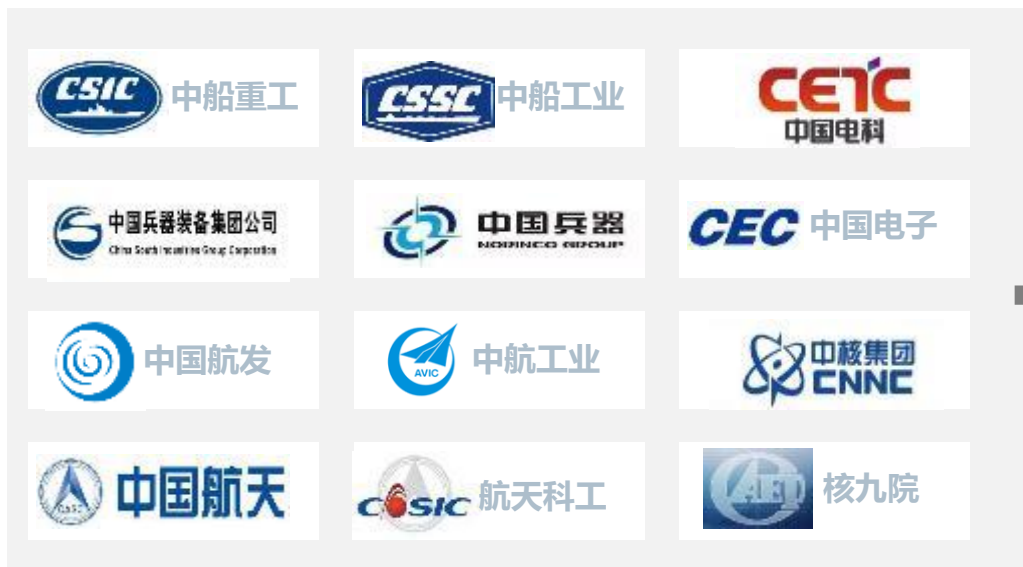 CSIC 中船重工
CSSC 中船工业
CETC
中国电科
中国兵器装备集团公司
China South Industries Group Corporation
中国兵器
NORINCO GROUP
CEC 中国电子
中国航发
AVIC
中航工业
中核集团
CNNC
中国航天
CASC
CASIC 航天科工
核九院